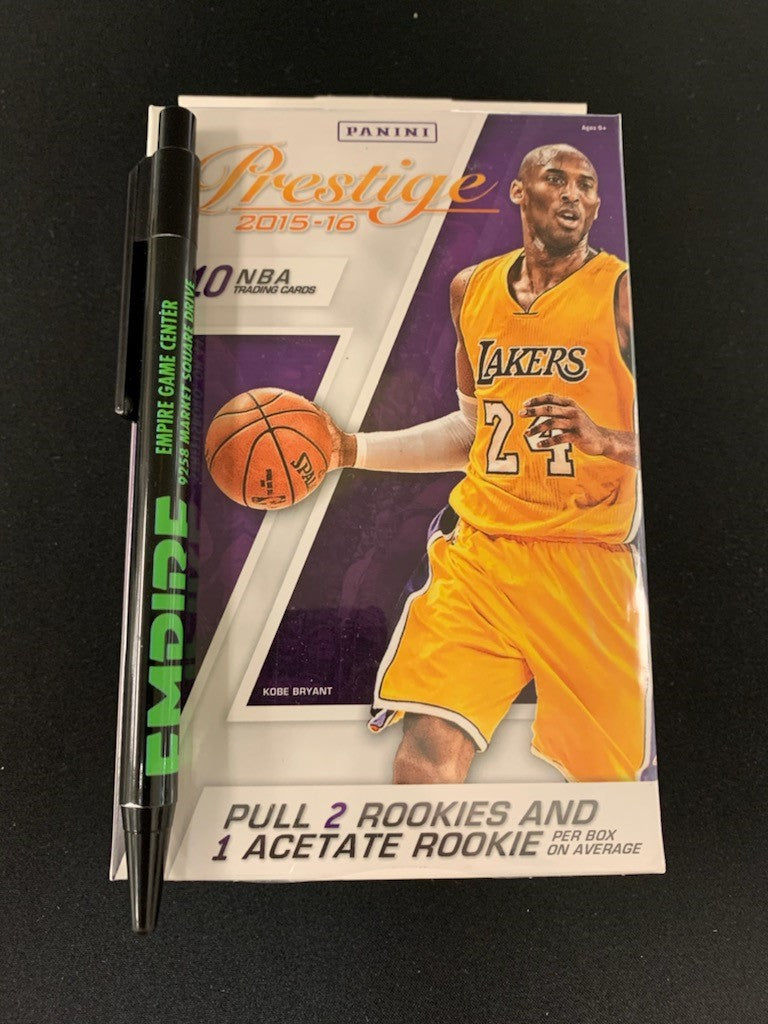 PANINI
Ages 9+
Prestige
2015-16
10 NBA
TRADING CARDS
LAKERS
24
KOBE BRYANT
PULL 2 ROOKIES AND
1 ACETATE ROOKIE PER BOX
ON AVERAGE
EMPIRE
EMPIRE GAME CENTER
9258 MARKET SQUARE DRIVE